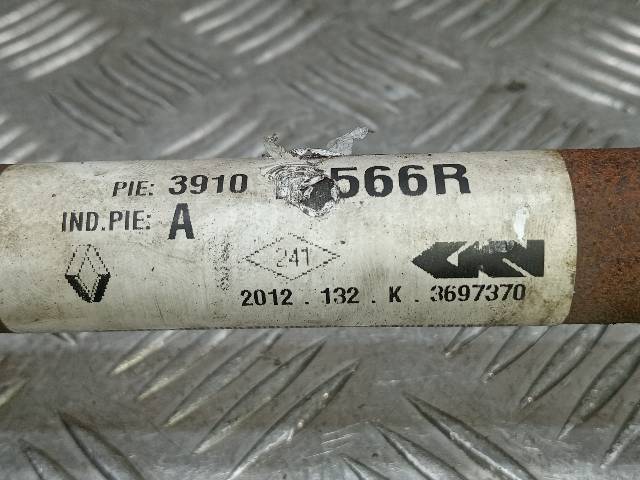 PIE: 3910 566R
IND.PIE: A
241
2012 . 132 . K . 3697370